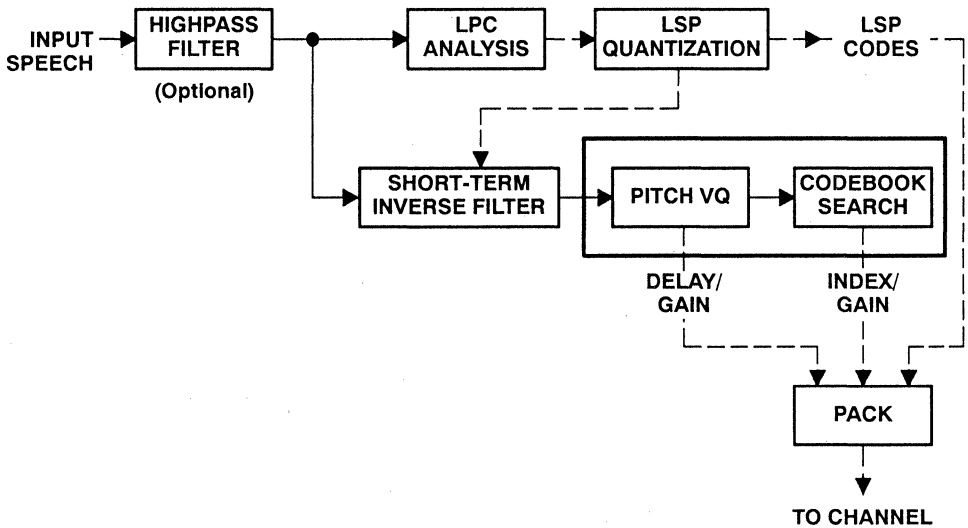 INPUT
SPEECH
HIGHPASS
FILTER
(Optional)
LPC
ANALYSIS
LSP
QUANTIZATION
LSP
CODES
SHORT-TERM
INVERSE FILTER
PITCH VQ
CODEBOOK
SEARCH
DELAY/
GAIN
INDEX/
GAIN
PACK
TO CHANNEL